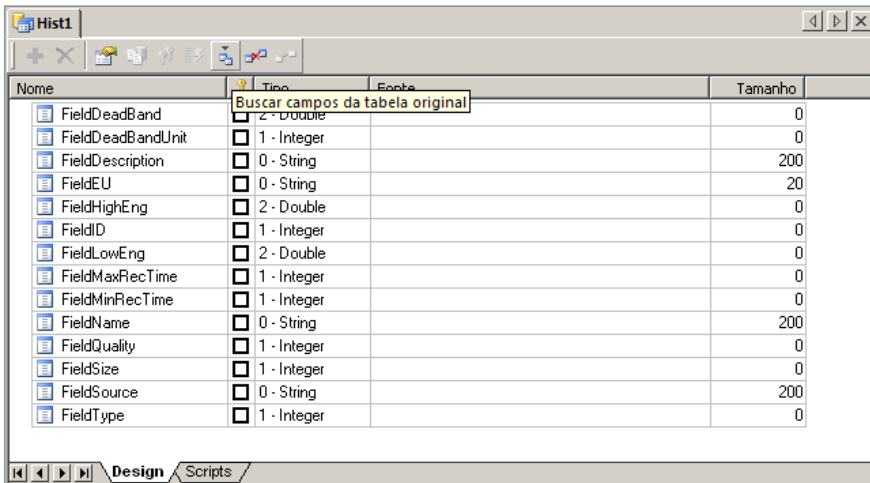 Hist1
Nome Tipo Fonte Tamanho
Buscar campos da tabela original
FieldDeadBand 2 - Double 0
FieldDeadBandUnit 1 - Integer 0
FieldDescription 0 - String 200
FieldEU 0 - String 20
FieldHighEng 2 - Double 0
FieldID 1 - Integer 0
FieldLowEng 2 - Double 0
FieldMaxRecTime 1 - Integer 0
FieldMinRecTime 1 - Integer 0
FieldName 0 - String 200
FieldQuality 1 - Integer 0
FieldSize 1 - Integer 0
FieldSource 0 - String 200
FieldType 1 - Integer 0
Design Scripts